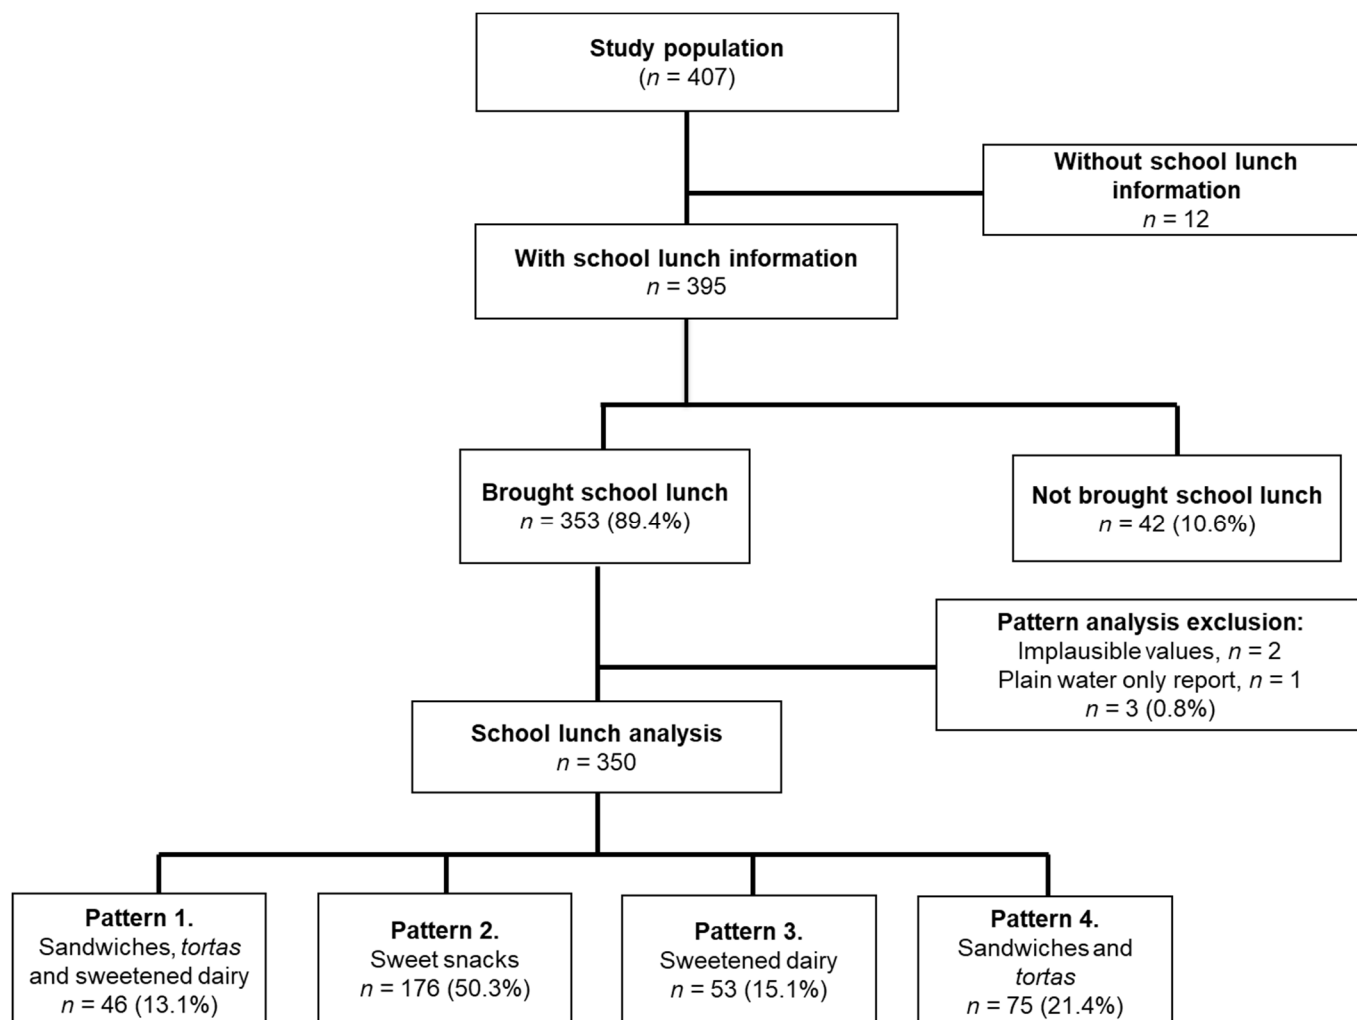 Study population
(n = 407)
Without school lunch
information
n = 12
With school lunch information
n = 395
Brought school lunch
n = 353 (89.4%)
Not brought school lunch
n = 42 (10.6%)
Pattern analysis exclusion:
Implausible values, n = 2
Plain water only report, n = 1
n = 3 (0.8%)
School lunch analysis
n = 350
Pattern 1.
Sandwiches, tortas
and sweetened dairy
n = 46 (13.1%)
Pattern 2.
Sweet snacks
n = 176 (50.3%)
Pattern 3.
Sweetened dairy
n = 53 (15.1%)
Pattern 4.
Sandwiches and
tortas
n = 75 (21.4%)